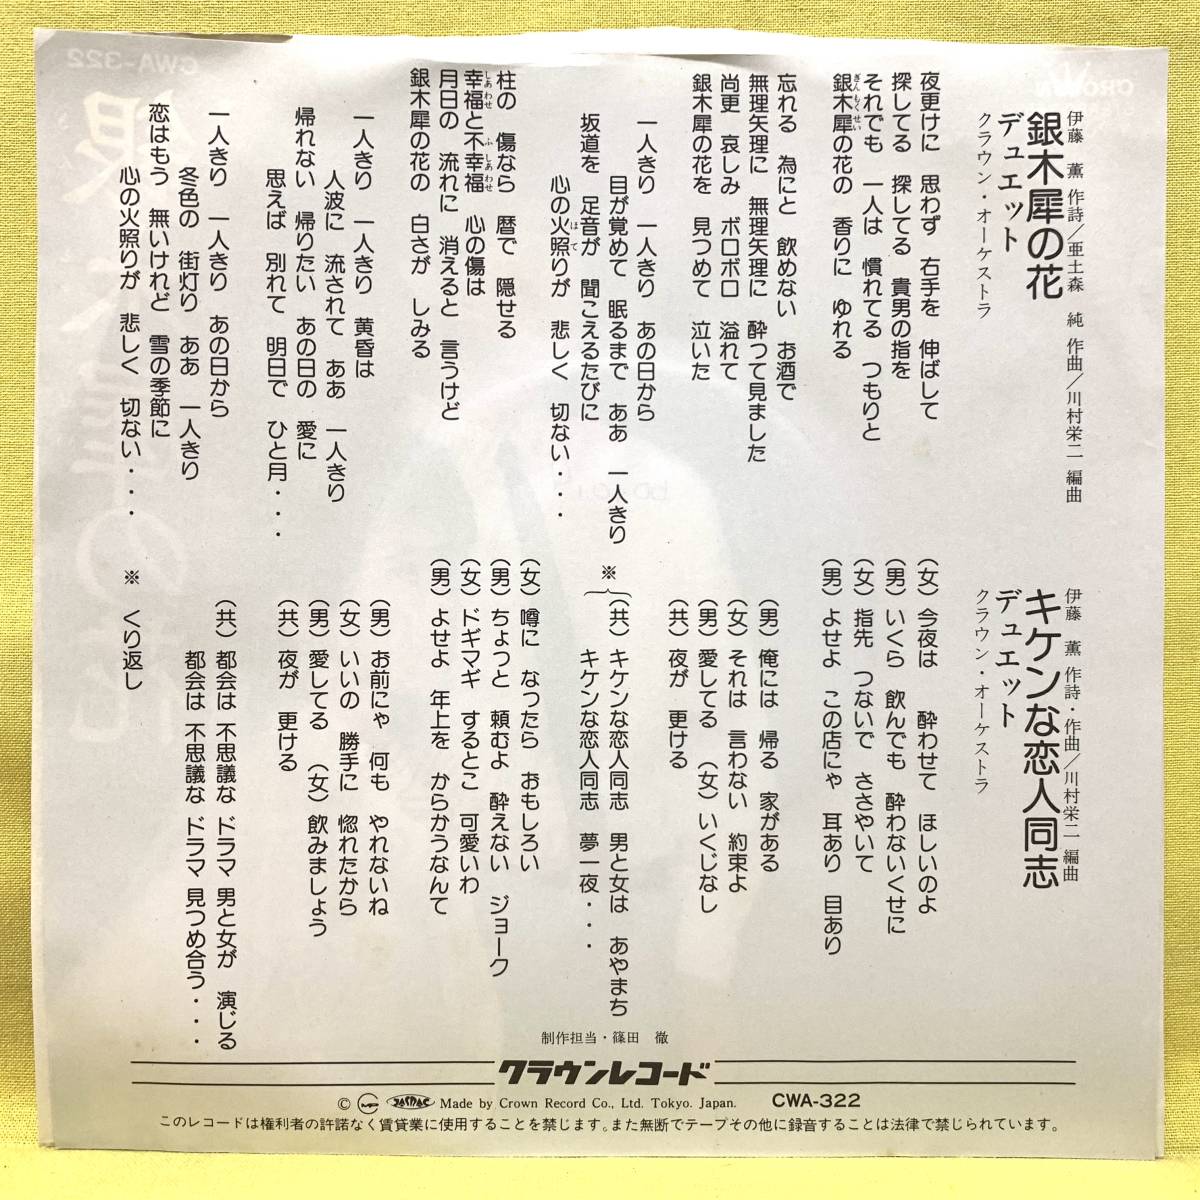 銀木犀の花
伊藤 薫 作詩／亜土森 純 作曲／川村栄二 編曲
デュエット
クラウン・オーケストラ
夜更けに 思わず 右手を 伸ばして
探してる 探してる 貴男の指を
それでも 一人は 慣れてる つもりと
銀木犀の花の 香りに ゆれる
ぎんもくせい
忘れる 為にと 飲めない お酒で
無理矢理に 無理矢理に 酔つて見ました
尚更 哀しみ ボロボロ 溢れて
銀木犀の花を 見つめて 泣いた
一人きり 一人きり あの日から
目が覚めて 眠るまで ああ 一人きり
坂道を 足音が 聞こえるたびに
心の火照りが 悲しく 切ない・・・
ほて
柱の 傷なら 暦で 隠せる
幸福と不幸福 心の傷は
しあわせ ふしあわせ
月日の 流れに 消えると 言うけど
銀木犀の花の 白さが しみる
一人きり 一人きり 黄昏は
人波に 流されて ああ 一人きり
帰れない 帰りたい あの日の 愛に
思えば 別れて 明日で ひと月・・・
一人きり 一人きり あの日から
冬色の 街灯り ああ 一人きり
恋はもう 無いけれど 雪の季節に
心の火照りが 悲しく 切ない・・・
キケンな恋人同志
伊藤 薫 作詩・作曲／川村栄二 編曲
デュエット
クラウン・オーケストラ
（女）今夜は 酔わせて ほしいのよ
（男）いくら 飲んでも 酔わないくせに
（女）指先 つないで ささやいて
（男）よせよ この店にゃ 耳あり 目あり
（男）俺には 帰る 家がある
（女）それは 言わない 約束よ
（男）愛してる （女）いくじなし
（共）夜が 更ける
※（共）キケンな恋人同志 男と女は あやまち
キケンな恋人同志 夢一夜・・・
（女）噂に なったら おもしろい
（男）ちょっと 頼むよ 酔えない ジョーク
（女）ドギマギ するとこ 可愛いわ
（男）よせよ 年上を からかうなんて
（男）お前にゃ 何も やれないね
（女）いいの 勝手に 惚れたから
（男）愛してる （女）飲みましょう
（共）夜が 更ける
（共）都会は 不思議な ドラマ 男と女が 演じる
都会は 不思議な ドラマ 見つめ合う・・・
※ くり返し
制作担当・篠田 徹
クラウンレコード
© JASRAC Made by Crown Record Co., Ltd. Tokyo. Japan. CWA-322
このレコードは権利者の許諾なく賃貸業に使用することを禁じます。また無断でテープその他に録音することは法律で禁じられています。